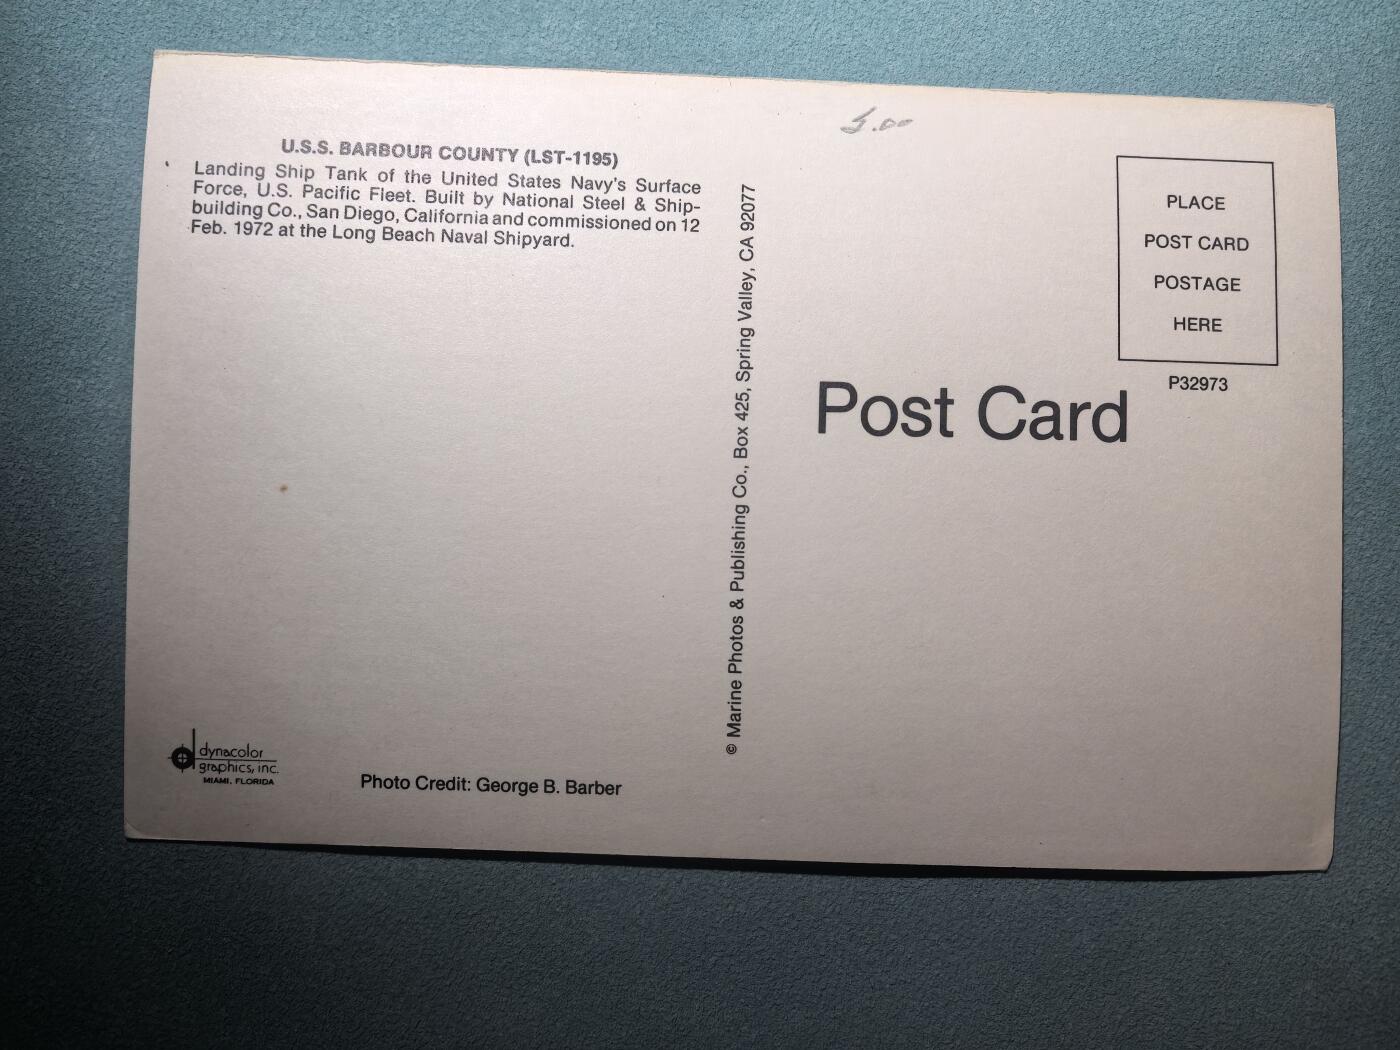 U.S.S. BARBOUR COUNTY (LST-1195)
Landing Ship Tank of the United States Navy's Surface
Force, U.S. Pacific Fleet. Built by National Steel & Ship-
building Co., San Diego, California and commissioned on 12
Feb. 1972 at the Long Beach Naval Shipyard.
dynacolor
graphics, inc.
MIAMI, FLORIDA
Photo Credit: George B. Barber
© Marine Photos & Publishing Co., Box 425, Spring Valley, CA 92077
5.00
PLACE
POST CARD
POSTAGE
HERE
P32973
Post Card